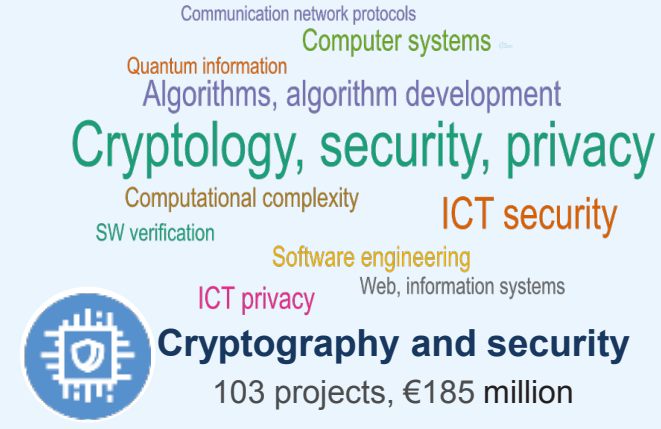 Communication network protocols
Computer systems
Quantum information
Algorithms, algorithm development
Cryptology, security, privacy
Computational complexity
ICT security
SW verification
Software engineering
Web, information systems
ICT privacy
Cryptography and security
103 projects, €185 million